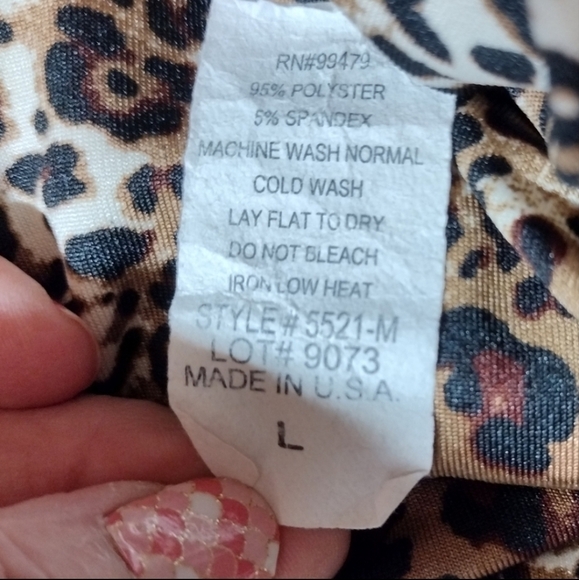 RN#99479
95% POLYSTER
5% SPANDEX
MACHINE WASH NORMAL
COLD WASH
LAY FLAT TO DRY
DO NOT BLEACH
IRON LOW HEAT
STYLE# 5521-M
LOT# 9073
MADE IN U.S.A.
L